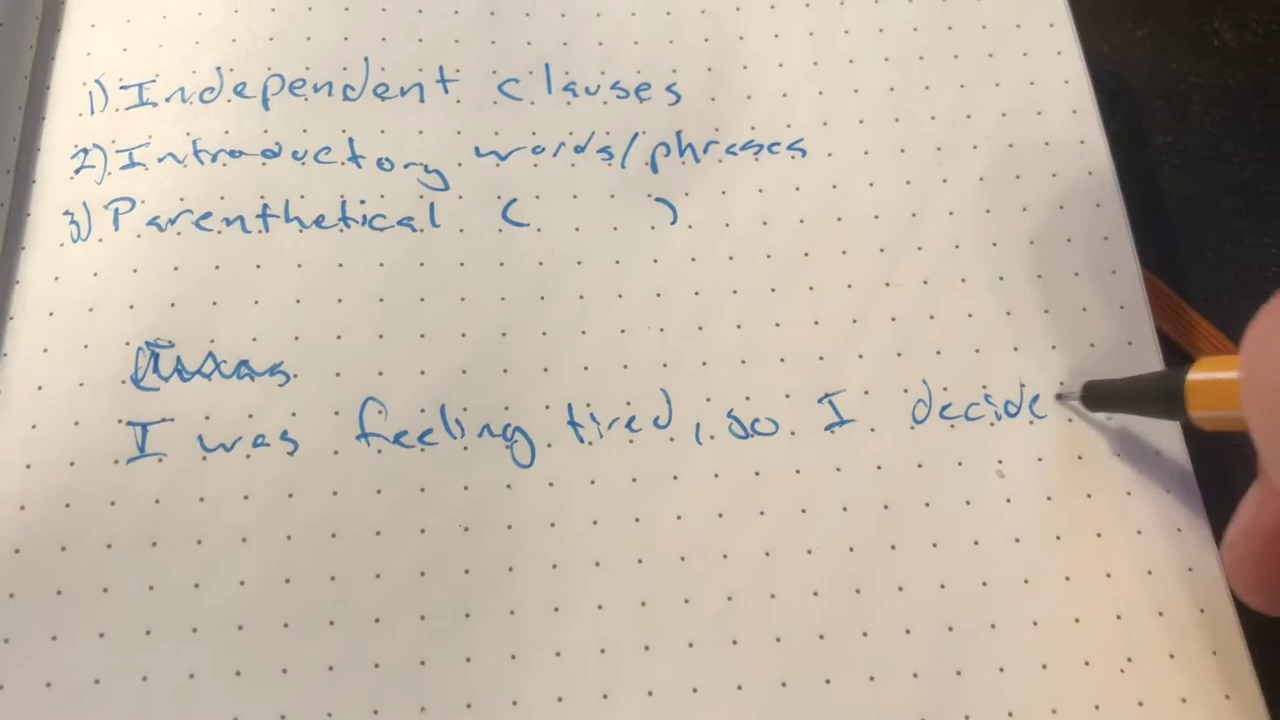 1) Independent clauses
2) Introductory words/phrases
3) Parenthetical ( )
I was feeling tired, so I decide